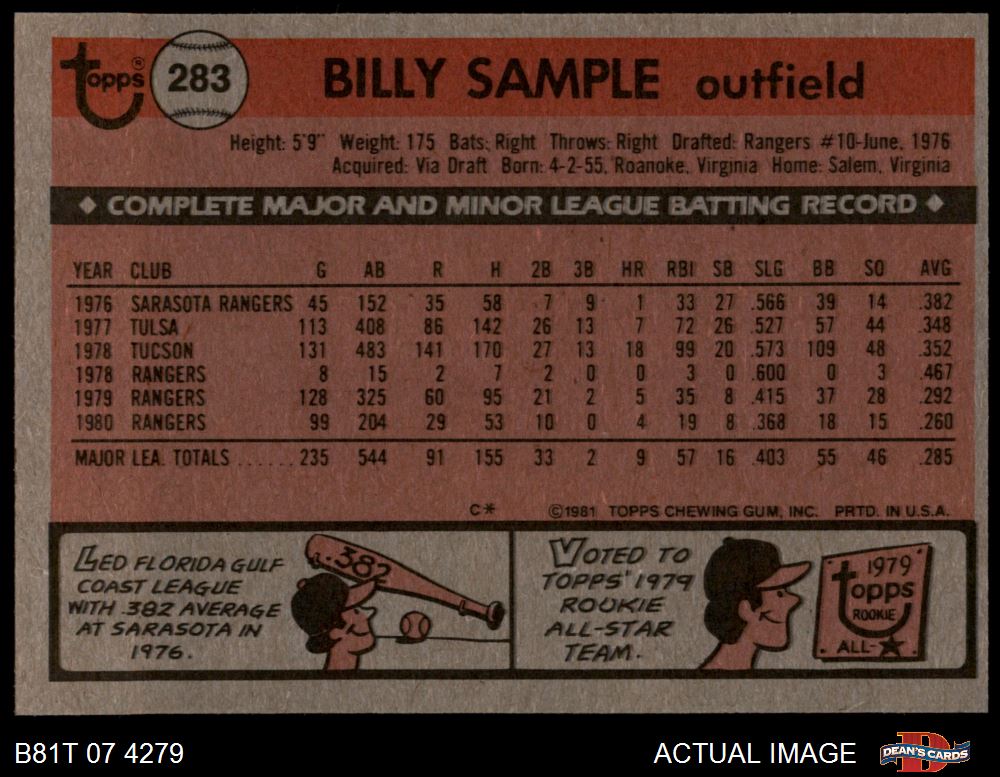 topps® 283 BILLY SAMPLE outfield
Height: 5'9" Weight: 175 Bats: Right Throws: Right Drafted: Rangers #10-June, 1976
Acquired: Via Draft Born: 4-2-55, Roanoke, Virginia Home: Salem, Virginia
◆ COMPLETE MAJOR AND MINOR LEAGUE BATTING RECORD ◆
YEAR CLUB G AB R H 2B 3B HR RBI SB SLG BB SO AVG
1976 SARASOTA RANGERS 45 152 35 58 7 9 1 33 27 .566 39 14 .382
1977 TULSA 113 408 86 142 26 13 7 72 26 .527 57 44 .348
1978 TUCSON 131 483 141 170 27 13 18 99 20 .573 109 48 .352
1978 RANGERS 8 15 2 7 2 0 0 3 0 .600 0 3 .467
1979 RANGERS 128 325 60 95 21 2 5 35 8 .415 37 28 .292
1980 RANGERS 99 204 29 53 10 0 4 19 8 .368 18 15 .260
MAJOR LEA. TOTALS ...... 235 544 91 155 33 2 9 57 16 .403 55 46 .285
C* ©1981 TOPPS CHEWING GUM, INC. PRTD. IN U.S.A.
LED FLORIDA GULF
COAST LEAGUE
WITH .382 AVERAGE
AT SARASOTA IN
1976.
.382
VOTED TO
TOPPS' 1979
ROOKIE
ALL-STAR
TEAM.
1979
topps
ROOKIE
ALL-★
B81T 07 4279 ACTUAL IMAGE DEAN'S CARDS